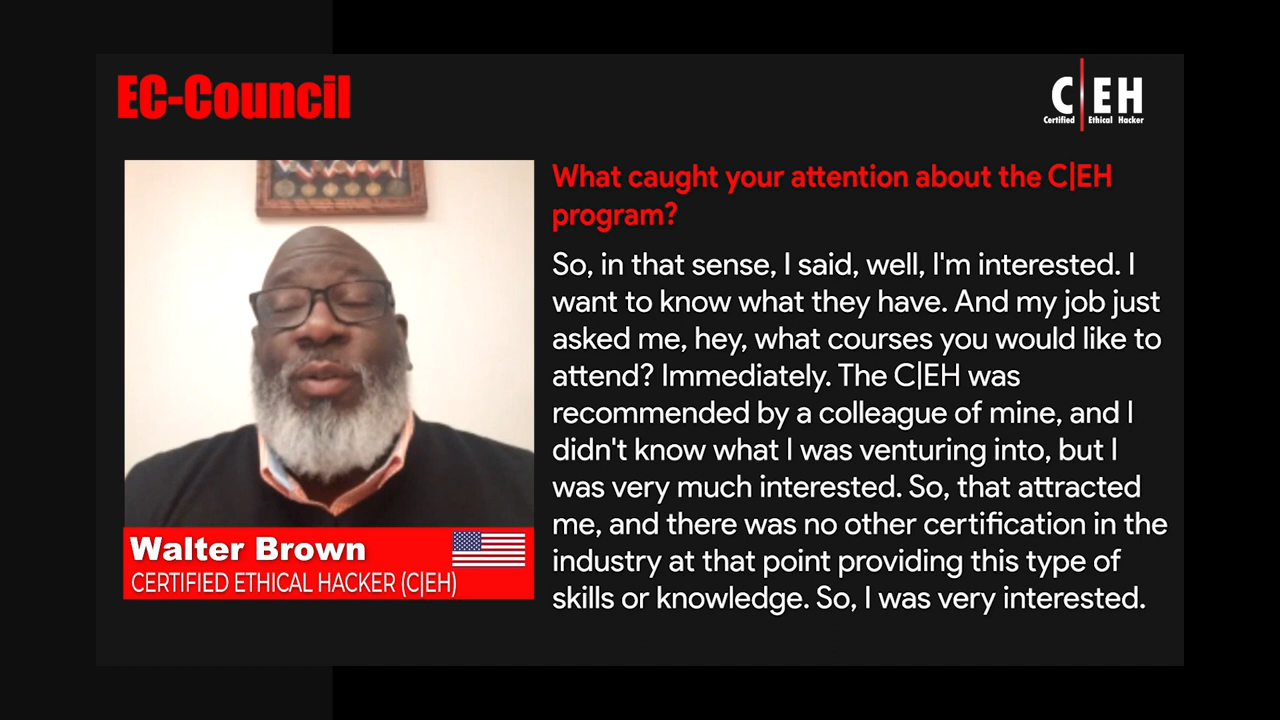 EC-Council
C|EH
Certified Ethical Hacker
What caught your attention about the C|EH
program?
So, in that sense, I said, well, I'm interested. I
want to know what they have. And my job just
asked me, hey, what courses you would like to
attend? Immediately. The C|EH was
recommended by a colleague of mine, and I
didn't know what I was venturing into, but I
was very much interested. So, that attracted
me, and there was no other certification in the
industry at that point providing this type of
skills or knowledge. So, I was very interested.
Walter Brown
CERTIFIED ETHICAL HACKER (C|EH)